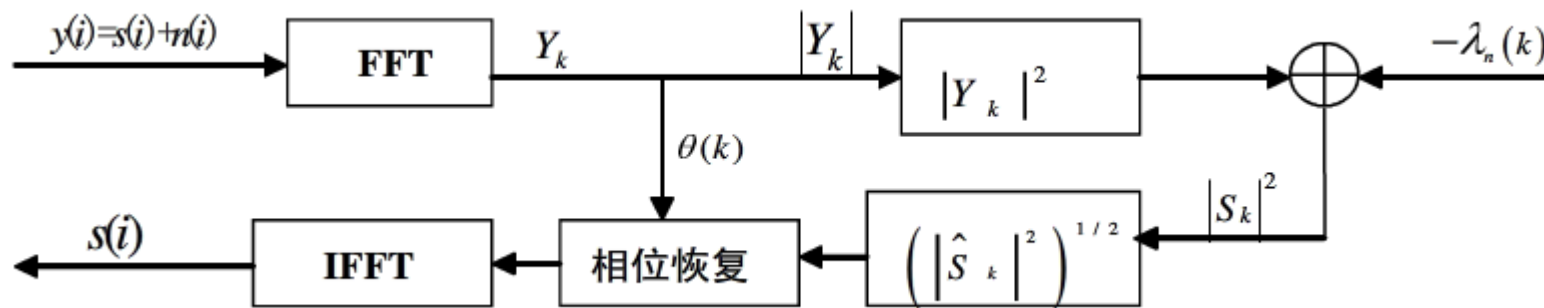 y(i)=s(i)+n(i)
FFT
Y_k
|Y_k|
|Y_k|^2
−λ_n(k)
θ(k)
|S_k|^2
(|Ŝ_k|^2)^{1/2}
相位恢复
IFFT
s(i)